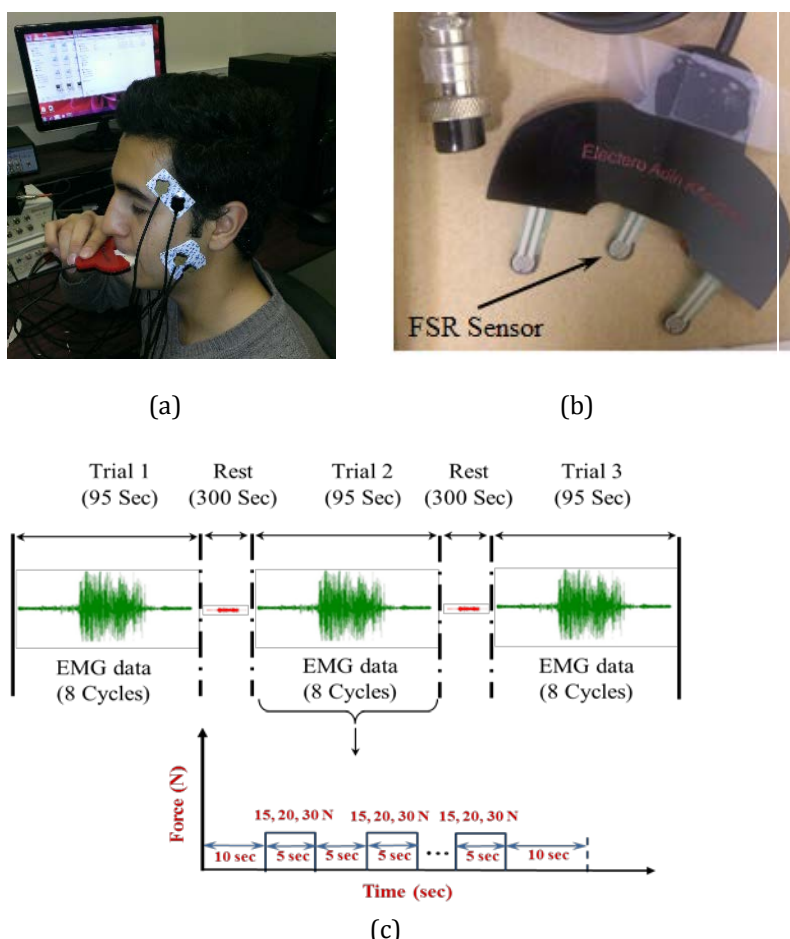 Electero Adin
FSR Sensor
(a)
(b)
Trial 1
(95 Sec)
Rest
(300 Sec)
Trial 2
(95 Sec)
Rest
(300 Sec)
Trial 3
(95 Sec)
EMG data
(8 Cycles)
EMG data
(8 Cycles)
EMG data
(8 Cycles)
Force (N)
15, 20, 30 N
15, 20, 30 N
15, 20, 30 N
10 sec
5 sec
5 sec
5 sec
...
5 sec
10 sec
Time (sec)
(c)